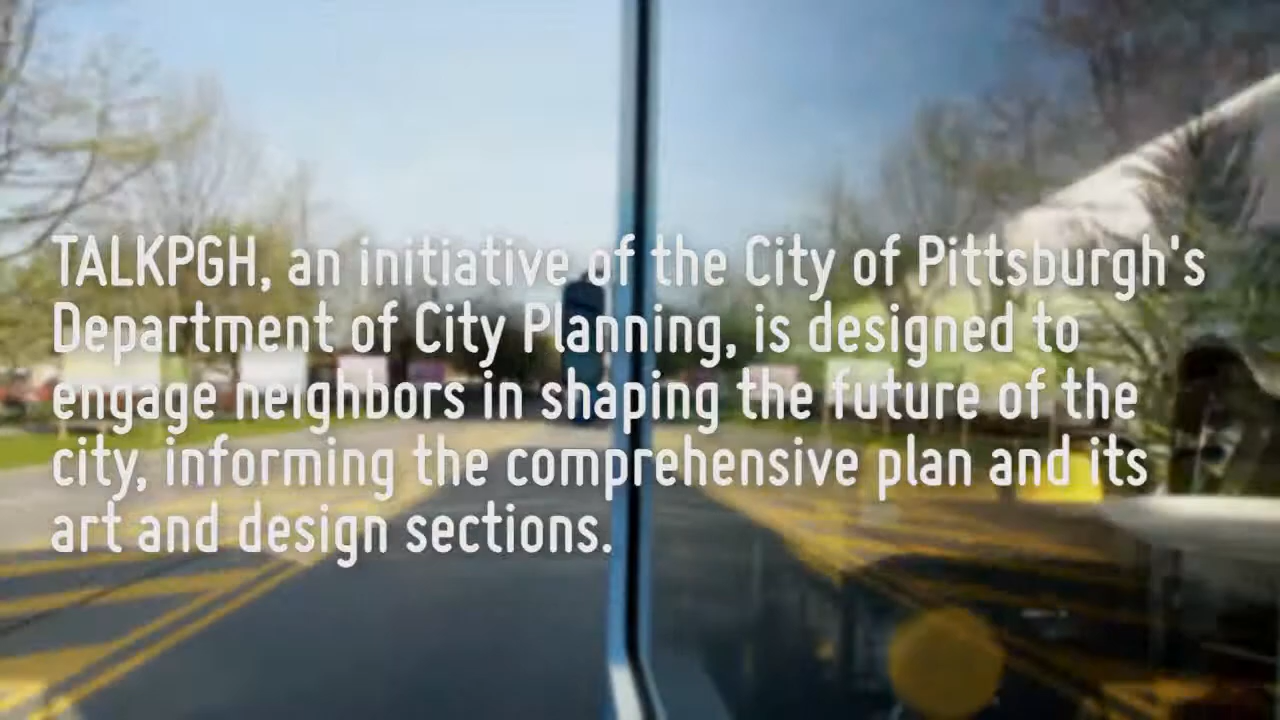 TALKPGH, an initiative of the City of Pittsburgh's
Department of City Planning, is designed to
engage neighbors in shaping the future of the
city, informing the comprehensive plan and its
art and design sections.